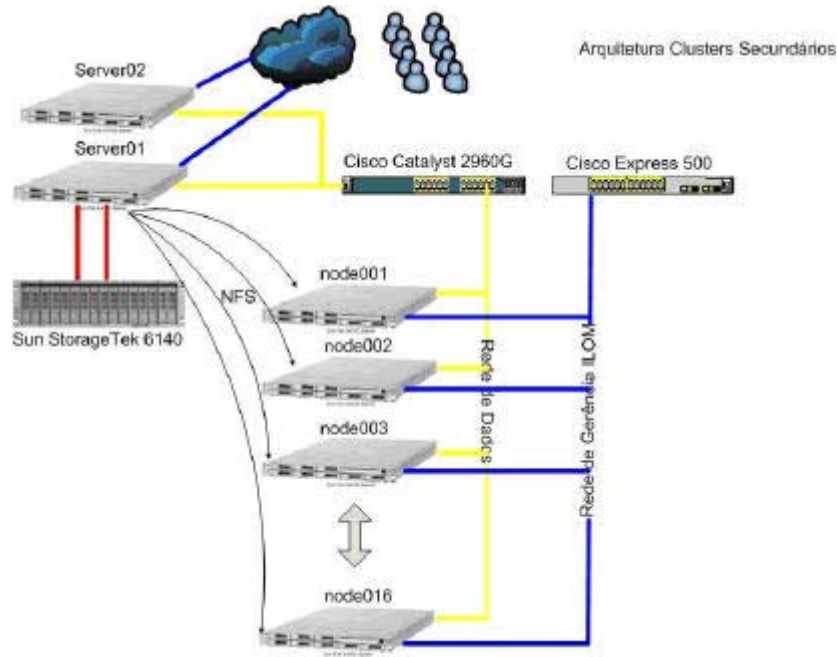 Arquitetura Clusters Secundários
Server02
Server01
Cisco Catalyst 2960G
Cisco Express 500
node001
NFS
Sun StorageTek 6140
node002
node003
Rede de Dados
Rede de Gerência ILOM
node016